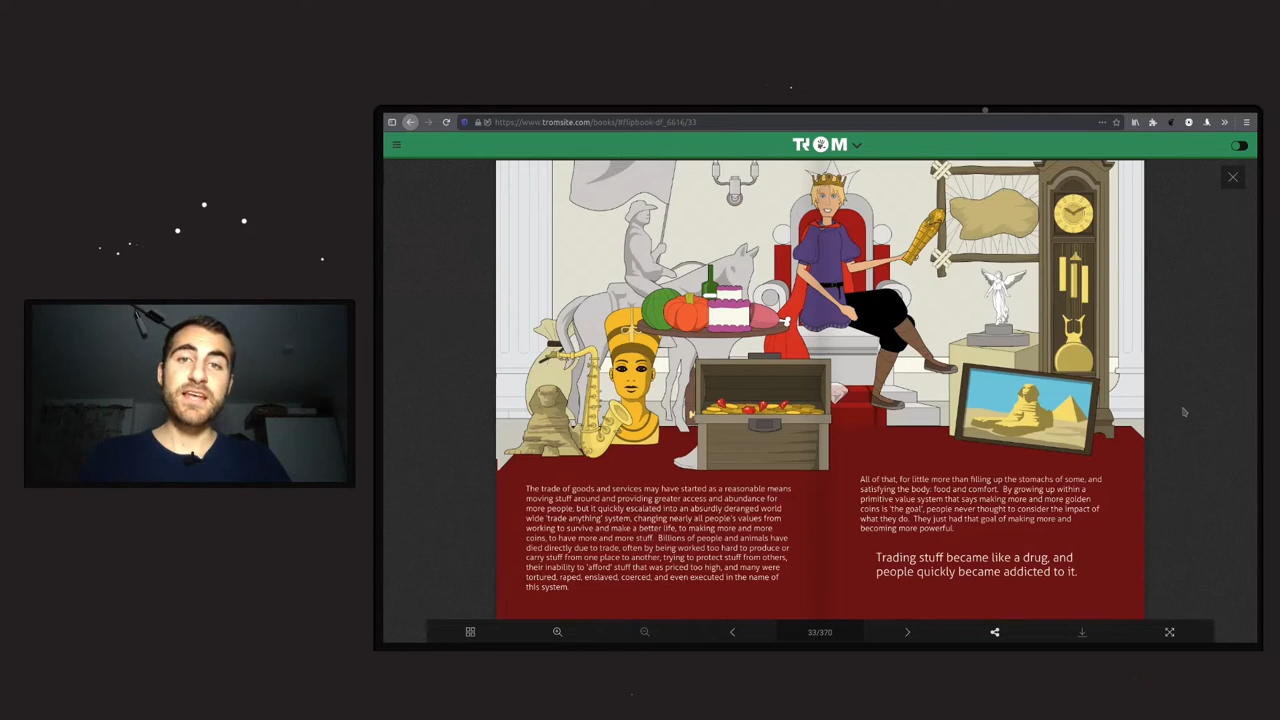 https://www.tromsite.com/books/#flipbook-df_6616/33
TROM
The trade of goods and services may have started as a reasonable means
moving stuff around and providing greater access and abundance for
more people, but it quickly escalated into an absurdly deranged world
wide 'trade anything' system, changing nearly all people's values from
working to survive and make a better life, to making more and more
coins, to have more and more stuff. Billions of people and animals have
died directly due to trade, often by being worked too hard to produce or
carry stuff from one place to another, trying to protect stuff from others,
their inability to 'afford' stuff that was priced too high, and many were
tortured, raped, enslaved, coerced, and even executed in the name of
this system.
All of that, for little more than filling up the stomachs of some, and
satisfying the body: food and comfort. By growing up within a
primitive value system that says making more and more golden
coins is 'the goal', people never thought to consider the impact of
what they do. They just had that goal of making more and
becoming more powerful.
Trading stuff became like a drug, and
people quickly became addicted to it.
33/370